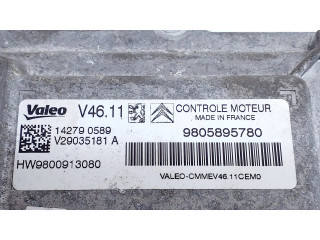 Valeo V46.11 CONTROLE MOTEUR
MADE IN FRANCE
14279 0589
V29035181 A
9805895780
HW9800913080
VALEO-CMMEV46.11CEM0